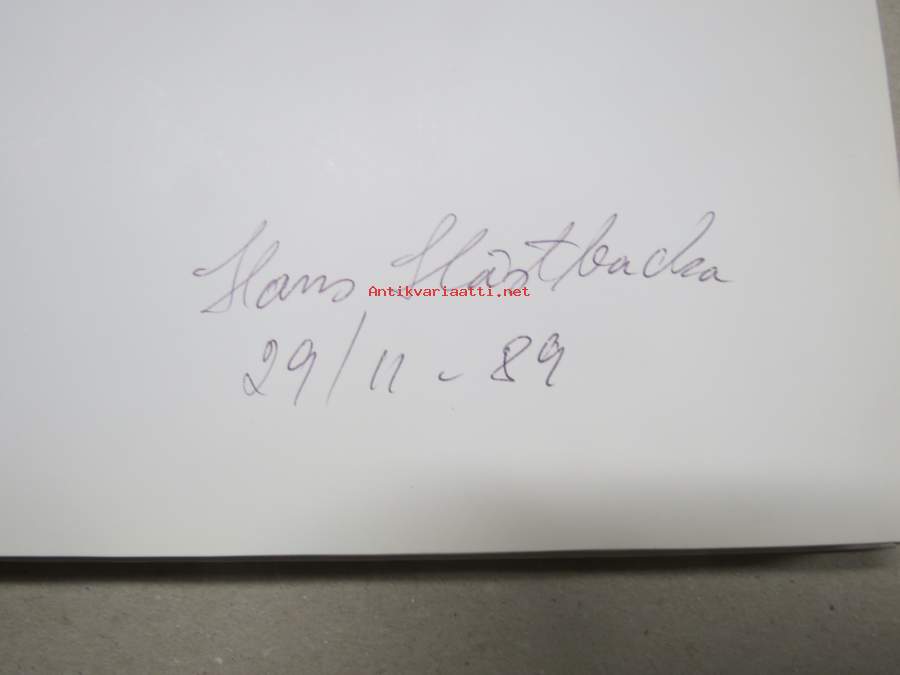 Hans Hästbacka
Antikvariaatti.net
29/11 - 89